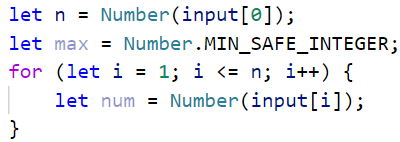 let n = Number(input[0]);
let max = Number.MIN_SAFE_INTEGER;
for (let i = 1; i <= n; i++) {
    let num = Number(input[i]);
}